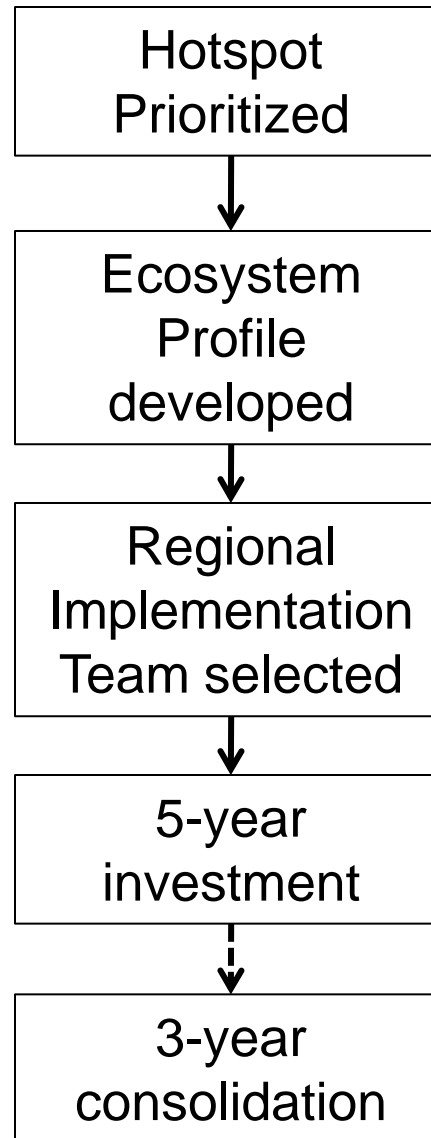 Hotspot
Prioritized
Ecosystem
Profile
developed
Regional
Implementation
Team selected
5-year
investment
3-year
consolidation